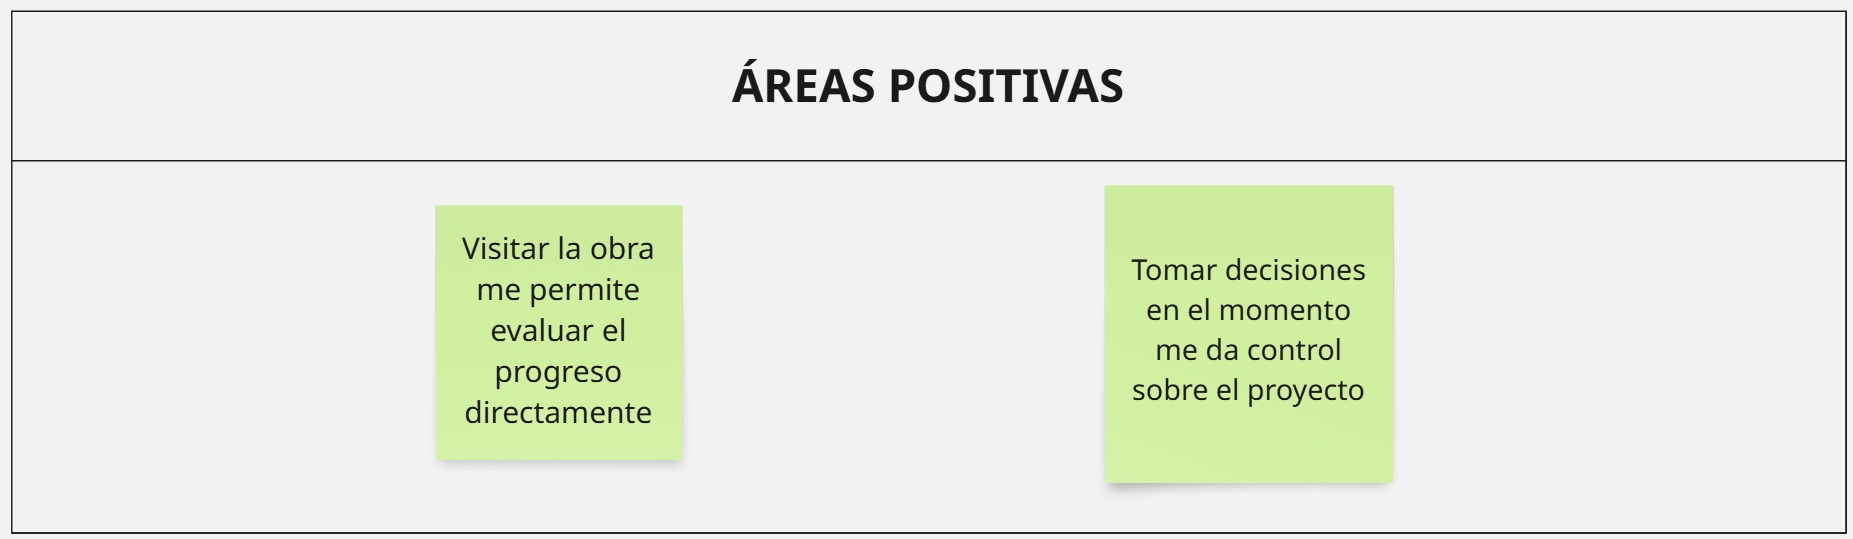 ÁREAS POSITIVAS
Visitar la obra
me permite
evaluar el
progreso
directamente
Tomar decisiones
en el momento
me da control
sobre el proyecto